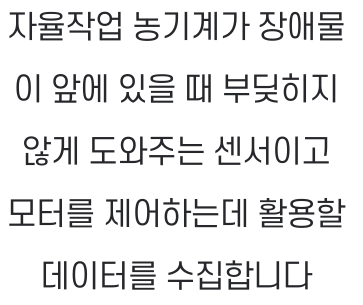 자율작업 농기계가 장애물
이 앞에 있을 때 부딪히지
않게 도와주는 센서이고
모터를 제어하는데 활용할
데이터를 수집합니다